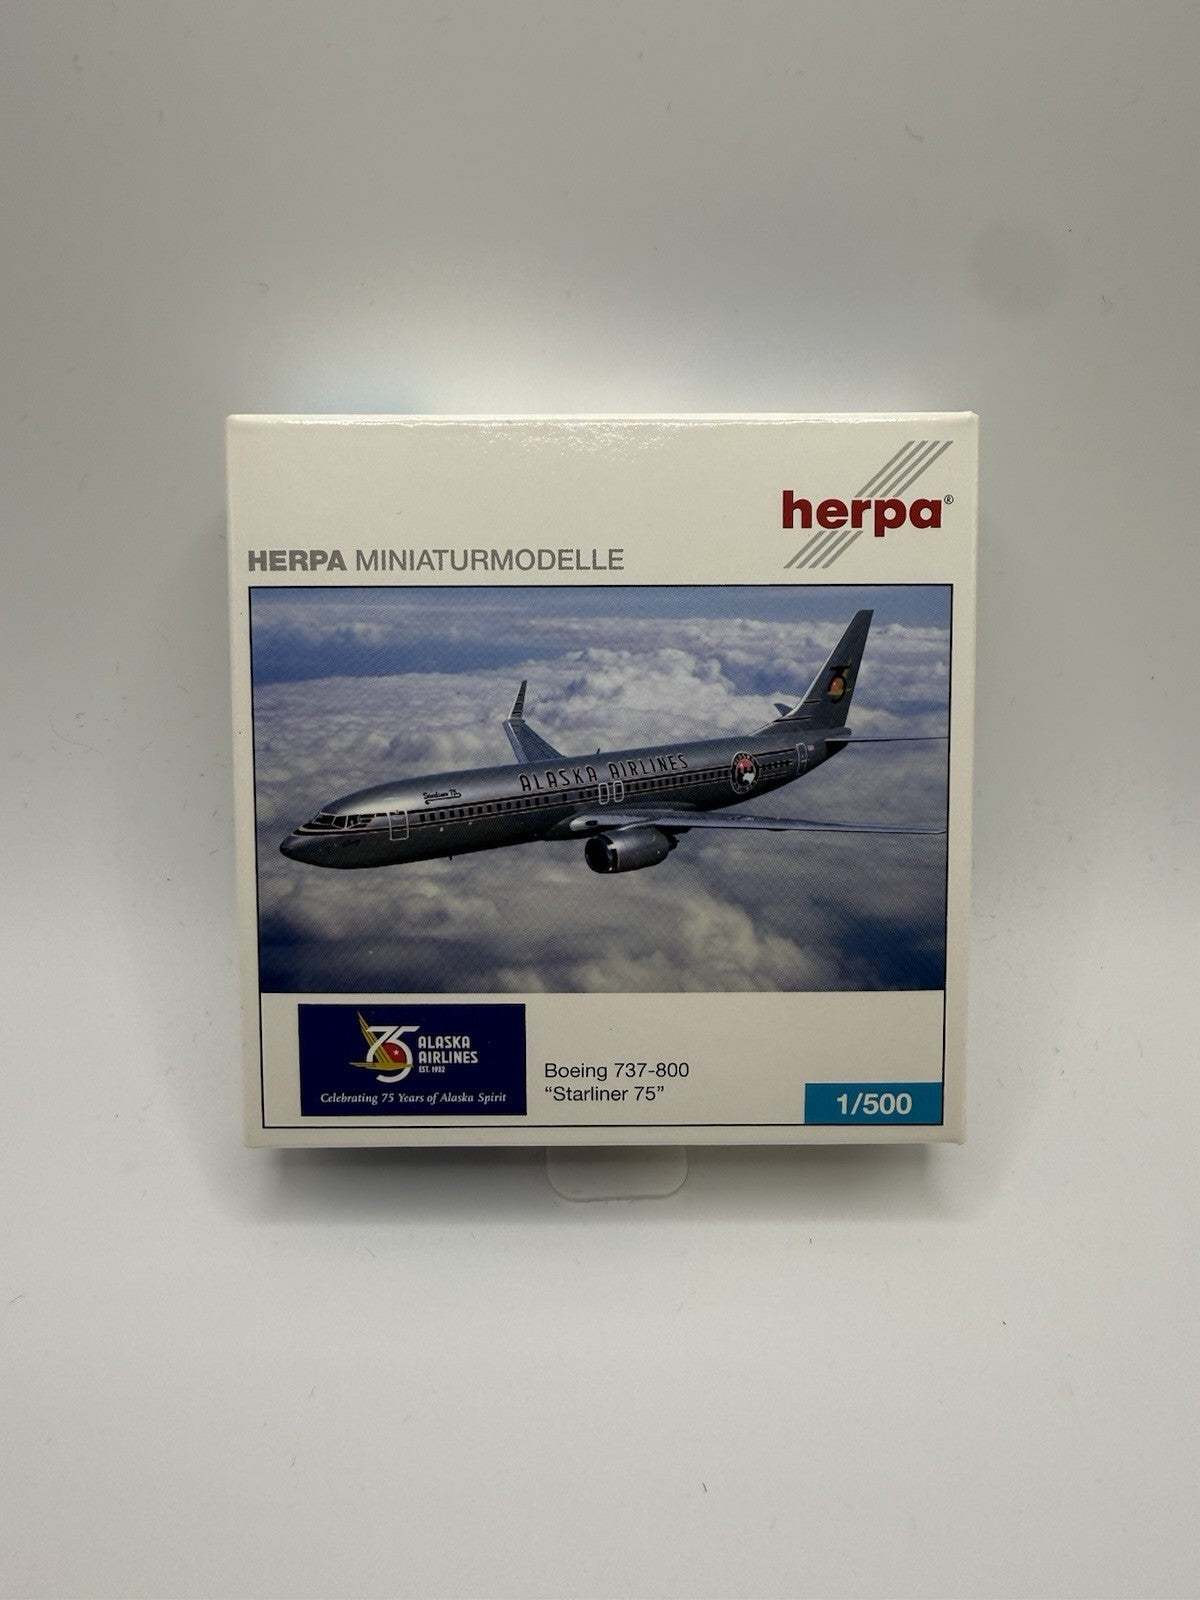 herpa®
HERPA MINIATURMODELLE
ALASKA AIRLINES
Starliner 75
75
ALASKA
AIRLINES
EST. 1932
Celebrating 75 Years of Alaska Spirit
Boeing 737-800
“Starliner 75”
1/500